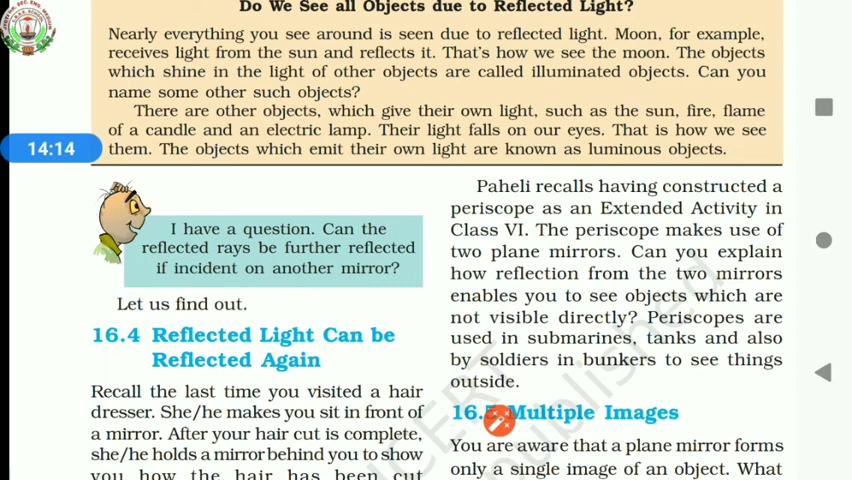 Do We See all Objects due to Reflected Light?
Nearly everything you see around is seen due to reflected light. Moon, for example,
receives light from the sun and reflects it. That's how we see the moon. The objects
which shine in the light of other objects are called illuminated objects. Can you
name some other such objects?
There are other objects, which give their own light, such as the sun, fire, flame
of a candle and an electric lamp. Their light falls on our eyes. That is how we see
them. The objects which emit their own light are known as luminous objects.
14:14
I have a question. Can the
reflected rays be further reflected
if incident on another mirror?
Let us find out.
16.4 Reflected Light Can be
Reflected Again
Recall the last time you visited a hair
dresser. She/he makes you sit in front of
a mirror. After your hair cut is complete,
she/he holds a mirror behind you to show
you how the hair has been cut
Paheli recalls having constructed a
periscope as an Extended Activity in
Class VI. The periscope makes use of
two plane mirrors. Can you explain
how reflection from the two mirrors
enables you to see objects which are
not visible directly? Periscopes are
used in submarines, tanks and also
by soldiers in bunkers to see things
outside.
Multiple Images
You are aware that a plane mirror forms
only a single image of an object. What